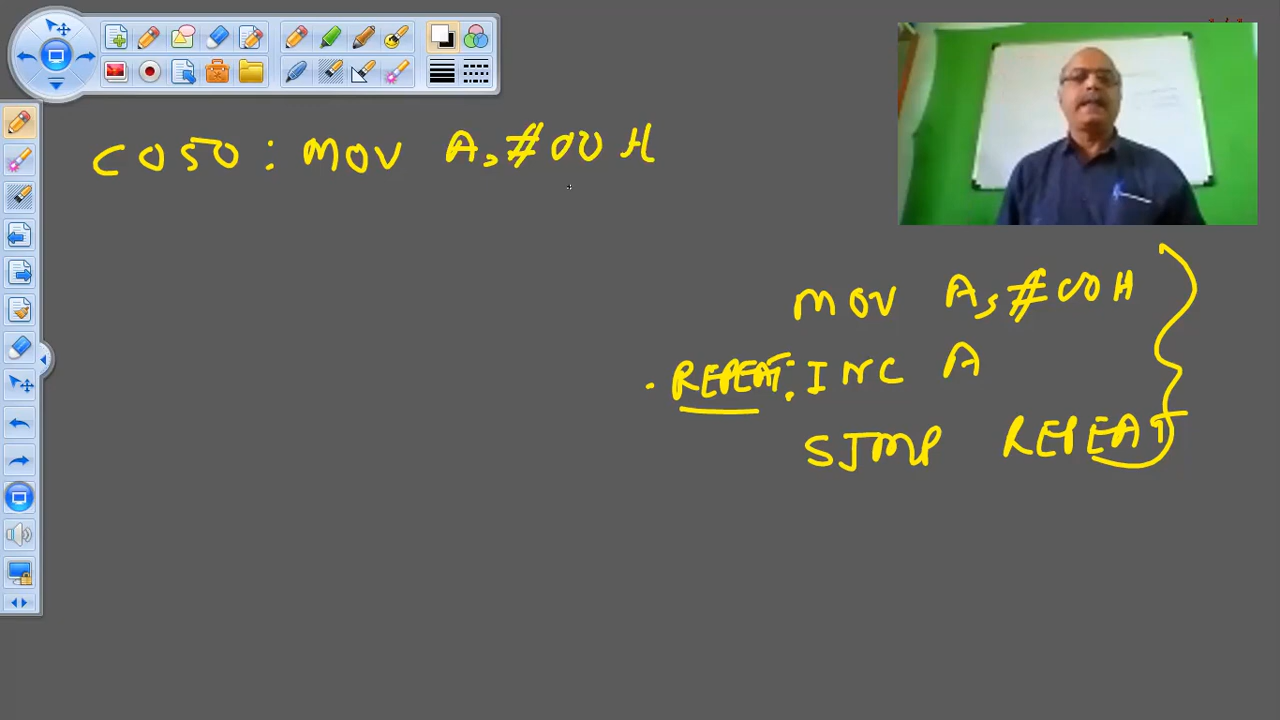 C050 : MOV A,#00H
MOV A,#00H
REPEAT: INC A
SJMP REPEAT